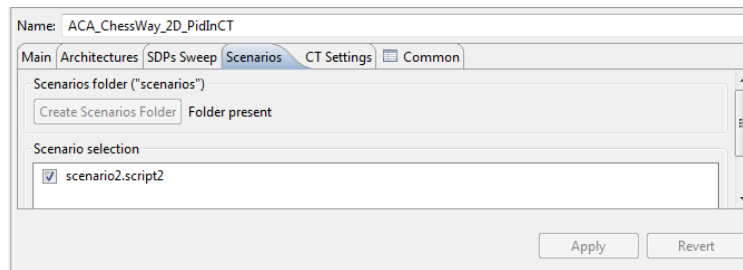 Name: ACA_ChessWay_2D_PidInCT
Main Architectures SDPs Sweep Scenarios CT Settings Common
Scenarios folder ("scenarios")
Create Scenarios Folder Folder present
Scenario selection
scenario2.script2
Apply Revert